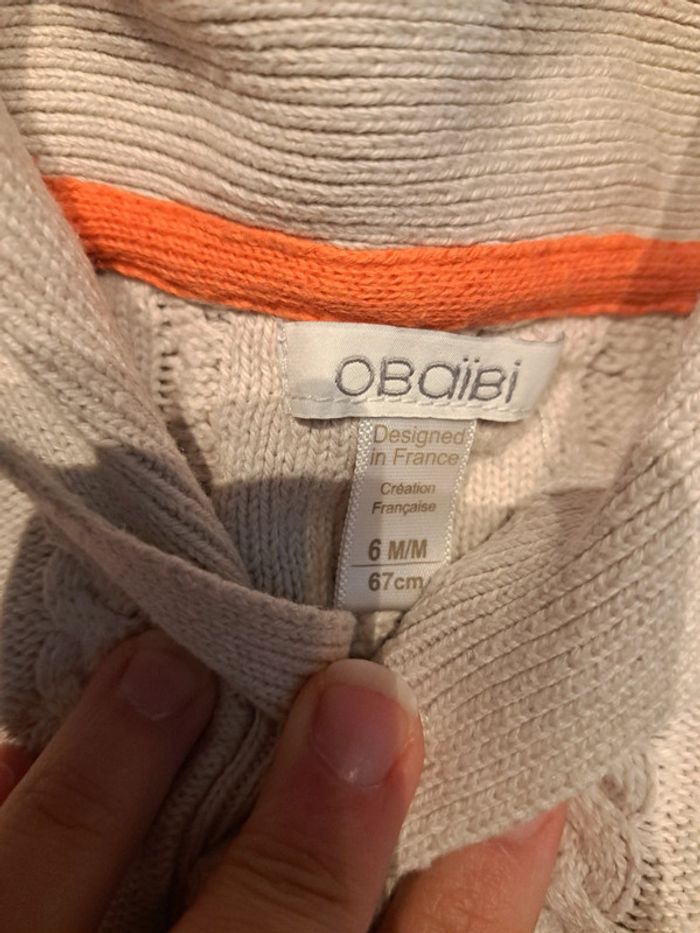 OBaïBi
Designed
in France
Création
Française
6 M/M
67cm